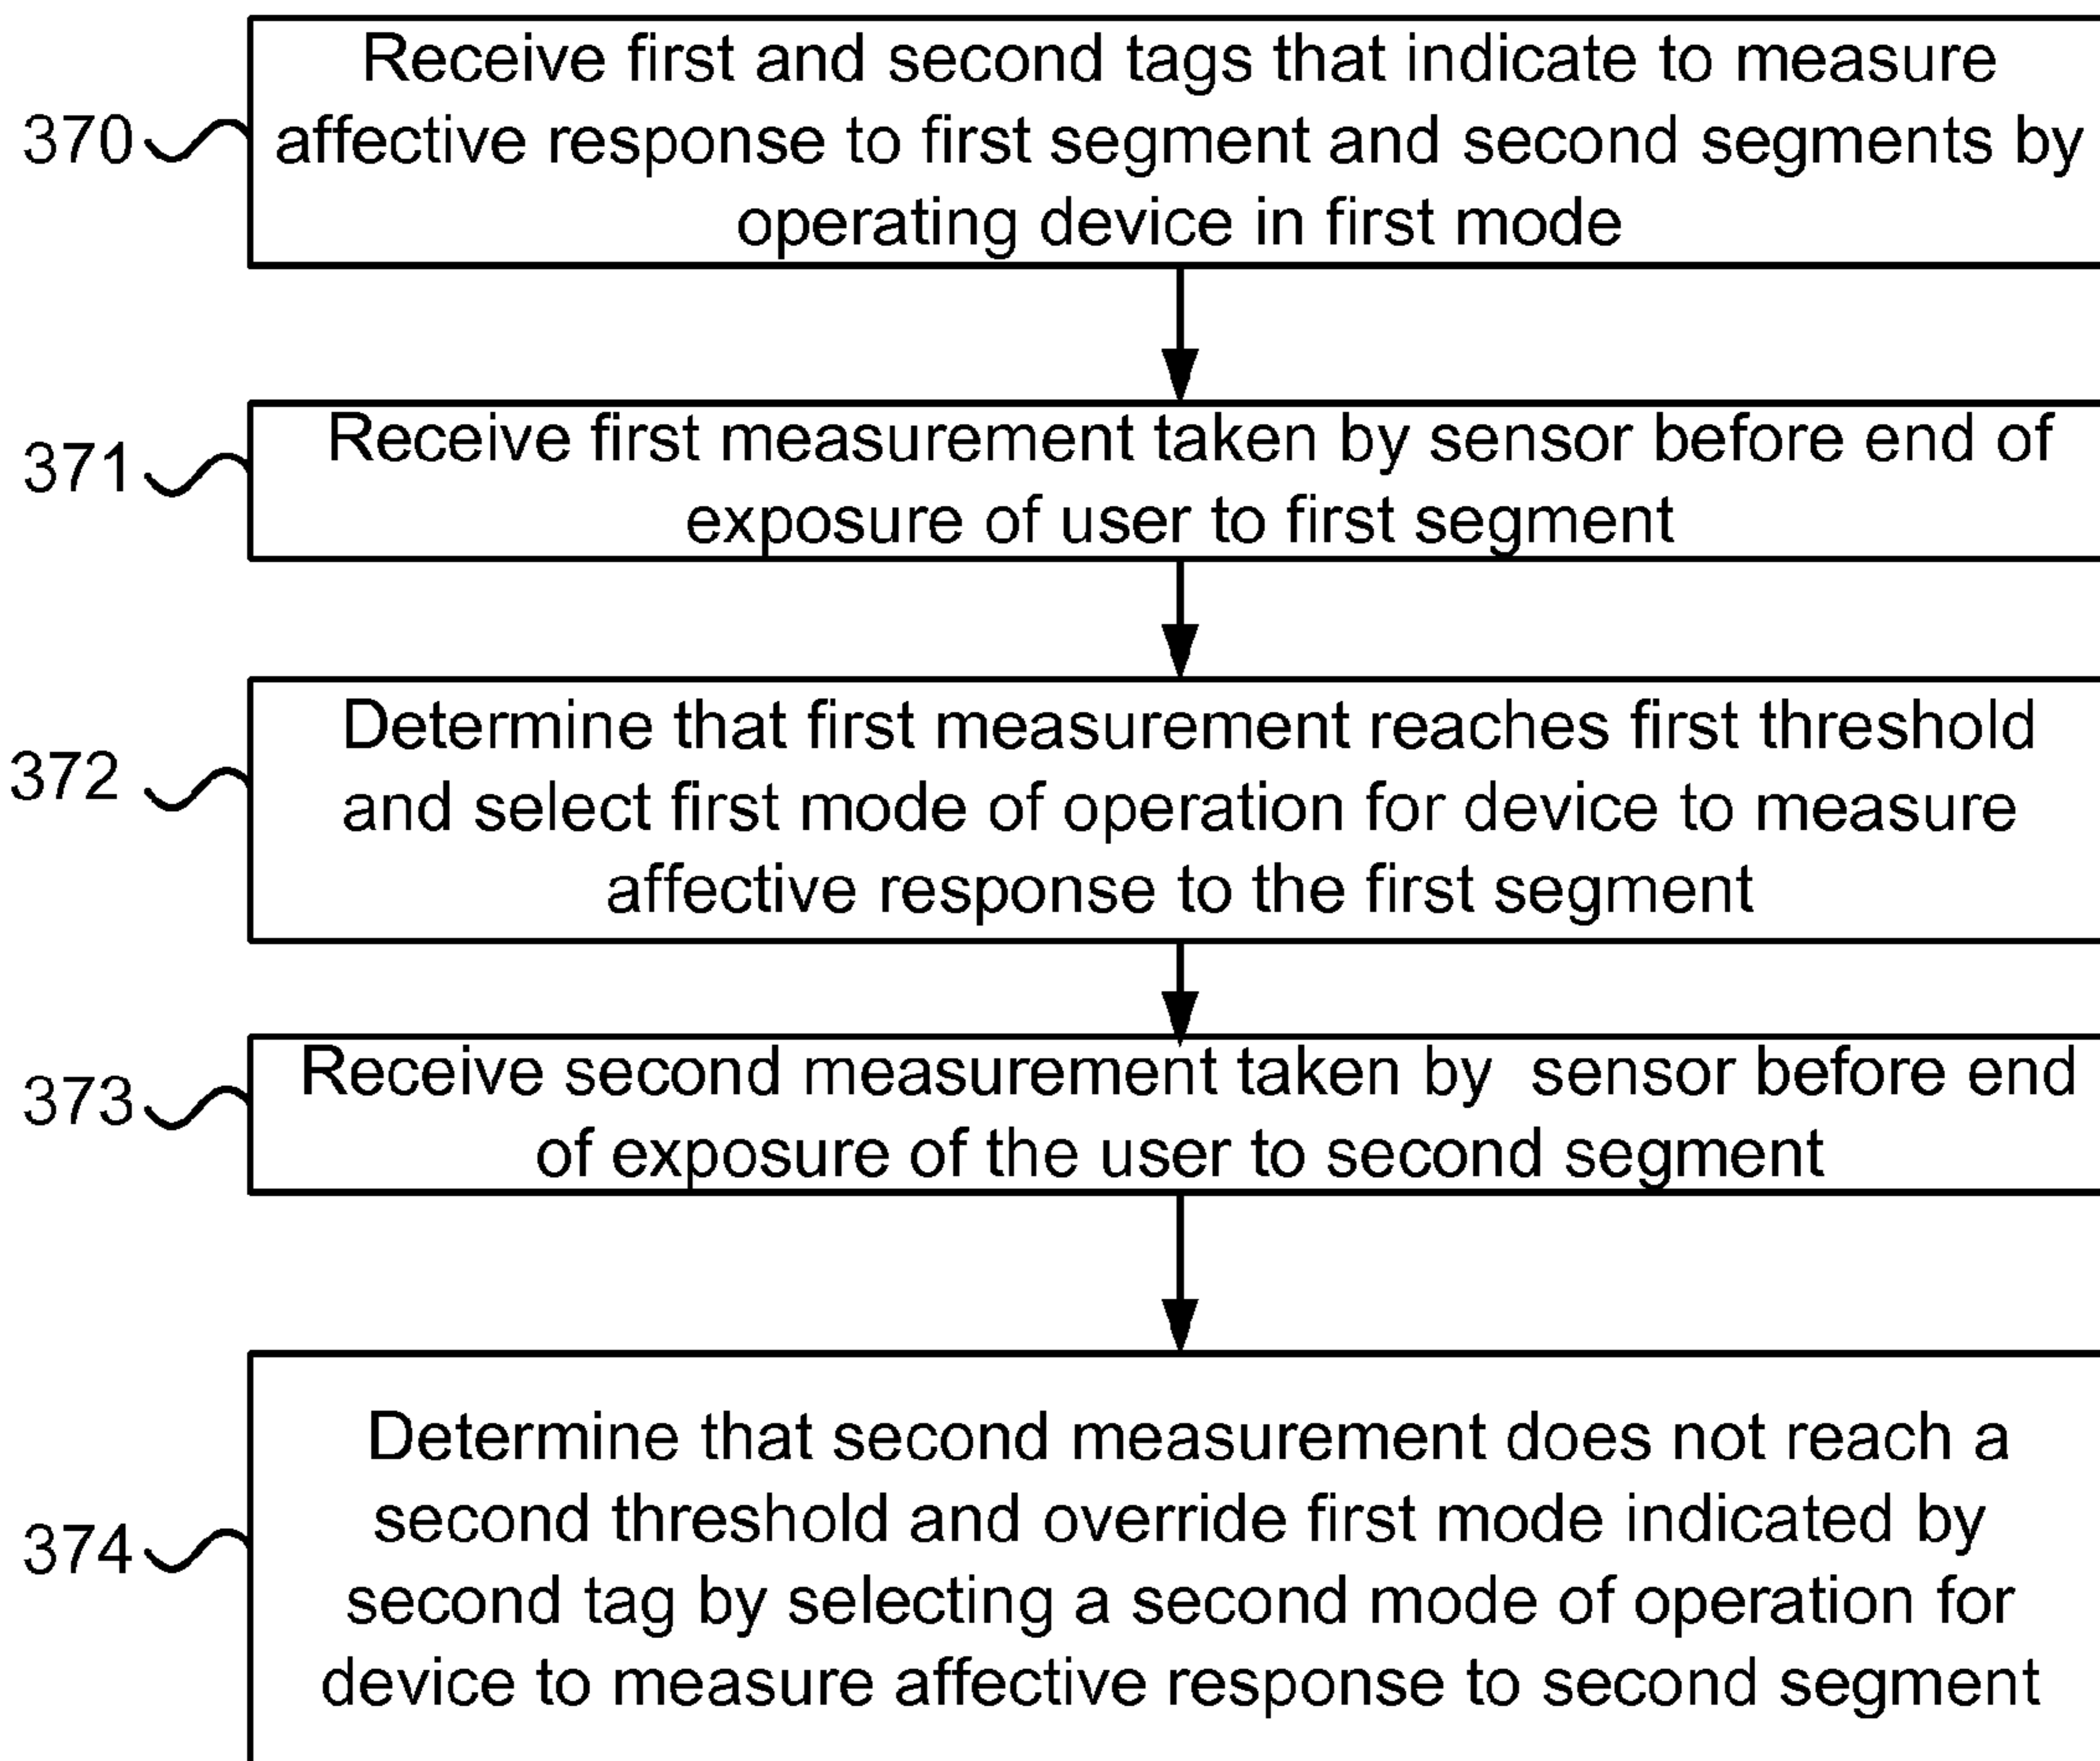 Receive first and second tags that indicate to measure
370
affective response to first segment and second segments by
operating device in first mode
Receive first measurement taken by sensor before end of
371
exposure of user to first segment
Determine that first measurement reaches first threshold
372
and select first mode of operation for device to measure
affective response to the first segment
Receive second measurement taken by sensor before end
373
of exposure of the user to second segment
Determine that second measurement does not reach a
second threshold and override first mode indicated by
374
second tag by selecting a second mode of operation for
device to measure affective response to second segment